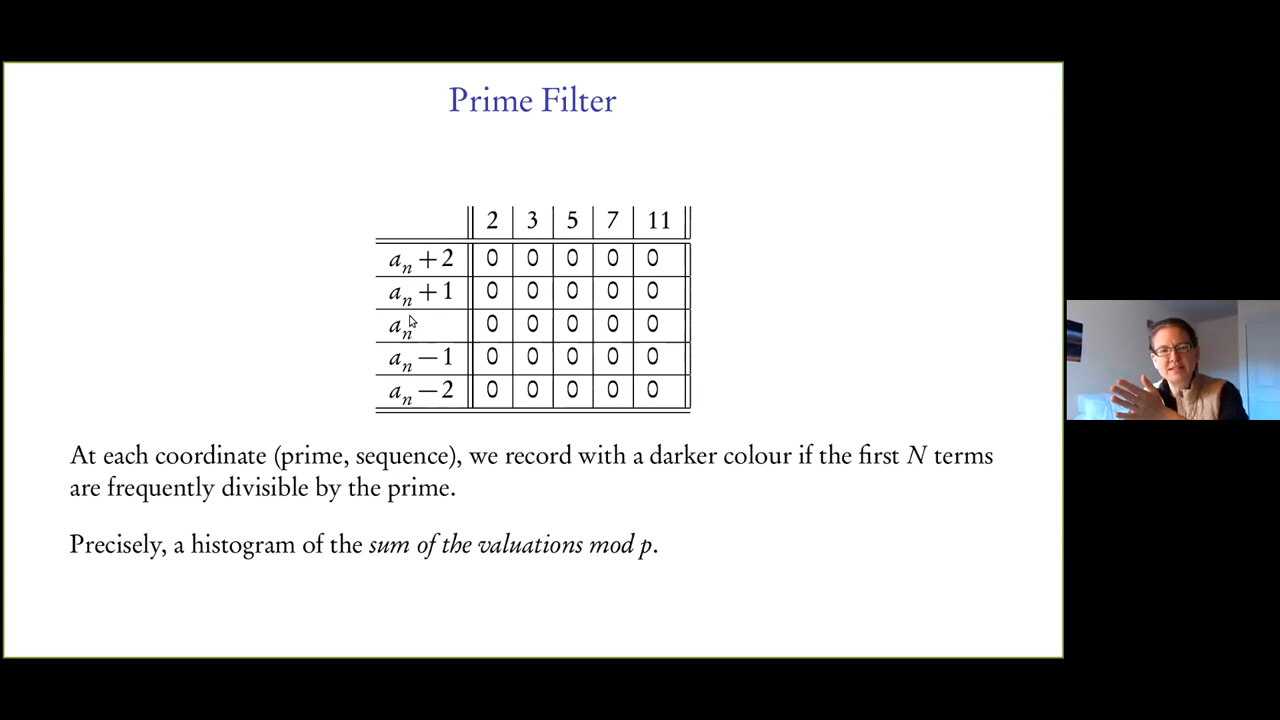 Prime Filter
2 3 5 7 11
aₙ + 2 0 0 0 0 0
aₙ + 1 0 0 0 0 0
aₙ 0 0 0 0 0
aₙ − 1 0 0 0 0 0
aₙ − 2 0 0 0 0 0
At each coordinate (prime, sequence), we record with a darker colour if the first N terms
are frequently divisible by the prime.
Precisely, a histogram of the sum of the valuations mod p.